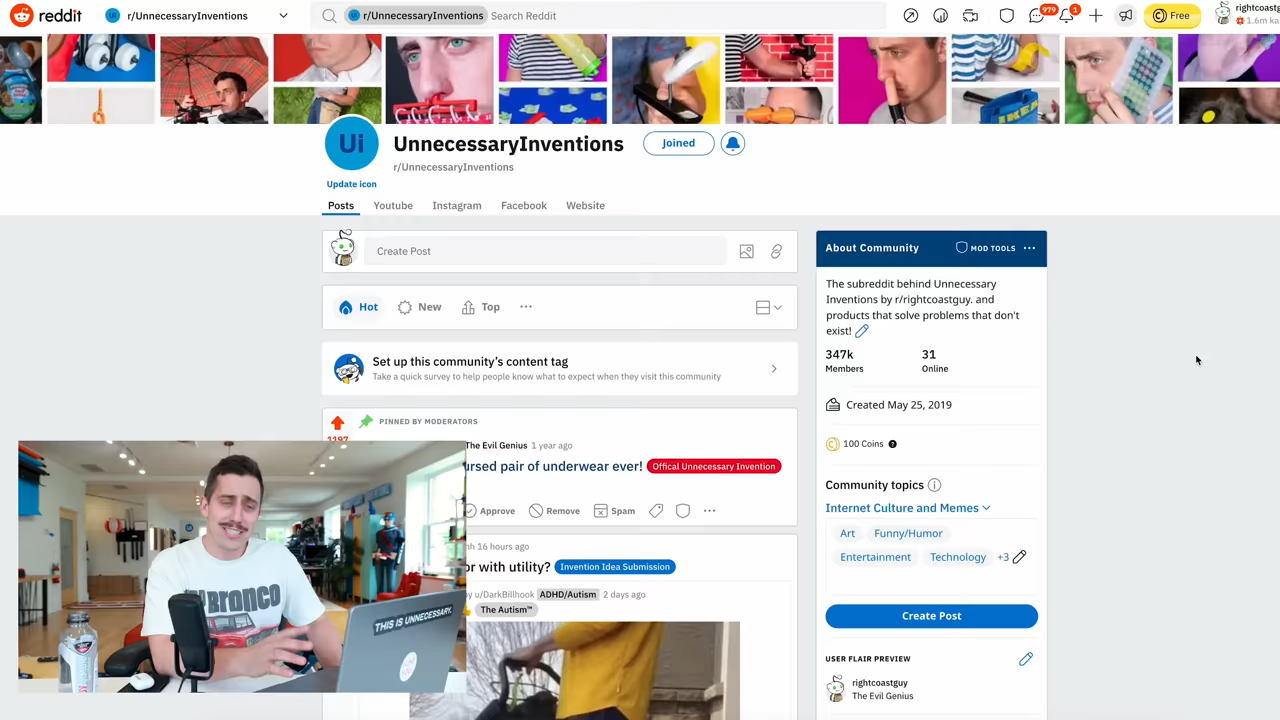 reddit
r/UnnecessaryInventions
r/UnnecessaryInventions Search Reddit
979
1
Free
rightcoastg
1.6m ka
IKEA
Ui
UnnecessaryInventions
Joined
r/UnnecessaryInventions
Update icon
Posts Youtube Instagram Facebook Website
Create Post
Hot New Top
Set up this community's content tag
Take a quick survey to help people know what to expect when they visit this community
1197
PINNED BY MODERATORS
The Evil Genius 1 year ago
ursed pair of underwear ever! Offical Unnecessary Invention
Approve Remove Spam
nh 16 hours ago
or with utility? Invention Idea Submission
by u/DarkBillhook ADHD/Autism 2 days ago
The Autism™
About Community MOD TOOLS
The subreddit behind Unnecessary
Inventions by r/rightcoastguy. and
products that solve problems that don't
exist!
347k 31
Members Online
Created May 25, 2019
100 Coins ?
Community topics
Internet Culture and Memes
Art Funny/Humor
Entertainment Technology +3
Create Post
USER FLAIR PREVIEW
rightcoastguy
The Evil Genius
BRONCO
THIS IS UNNECESSARY.